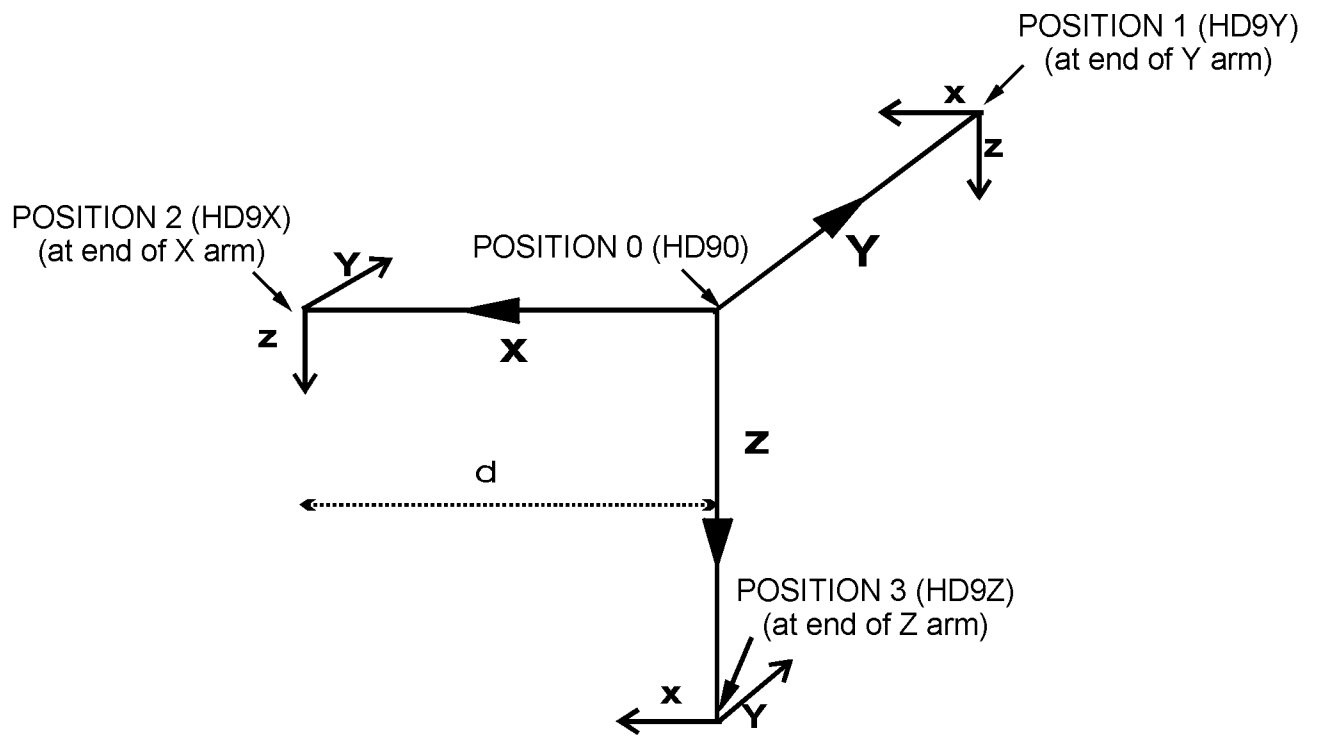 POSITION 1 (HD9Y)
(at end of Y arm)
x
z
POSITION 2 (HD9X)
(at end of X arm)
Y
z
POSITION 0 (HD90)
Y
X
Z
d
POSITION 3 (HD9Z)
(at end of Z arm)
x
Y